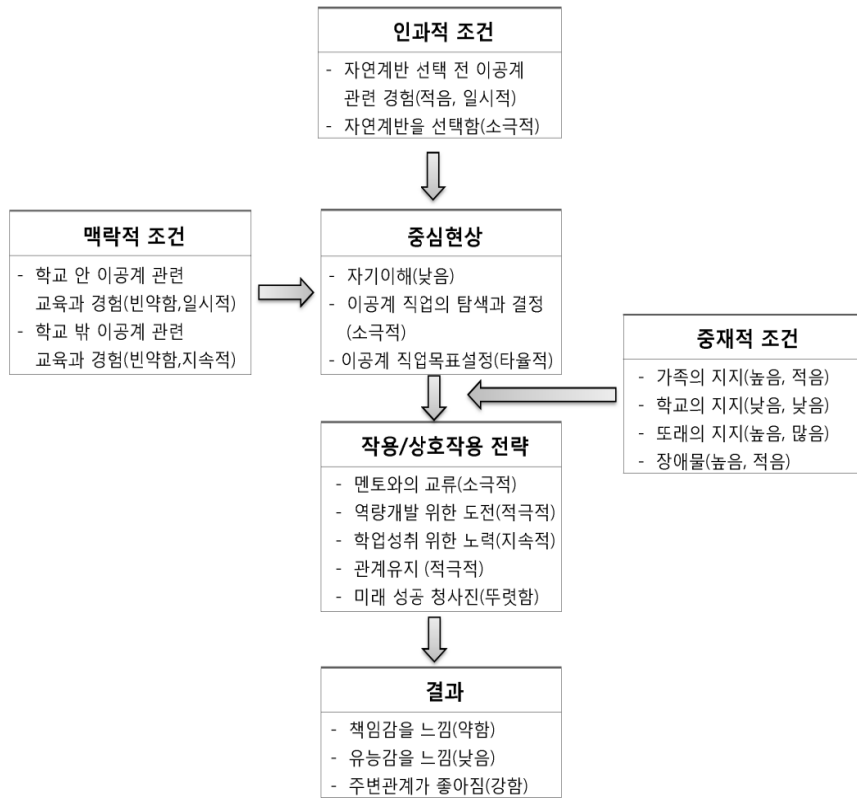 인과적 조건
- 자연계반 선택 전 이공계
관련 경험(적음, 일시적)
- 자연계반을 선택함(소극적)
맥락적 조건
- 학교 안 이공계 관련
교육과 경험(빈약함,일시적)
- 학교 밖 이공계 관련
교육과 경험(빈약함,지속적)
중심현상
- 자기이해(낮음)
- 이공계 직업의 탐색과 결정
(소극적)
- 이공계 직업목표설정(타율적)
중재적 조건
- 가족의 지지(높음, 적음)
- 학교의 지지(낮음, 낮음)
- 또래의 지지(높음, 많음)
- 장애물(높음, 적음)
작용/상호작용 전략
- 멘토와의 교류(소극적)
- 역량개발 위한 도전(적극적)
- 학업성취 위한 노력(지속적)
- 관계유지 (적극적)
- 미래 성공 청사진(뚜렷함)
결과
- 책임감을 느낌(약함)
- 유능감을 느낌(낮음)
- 주변관계가 좋아짐(강함)